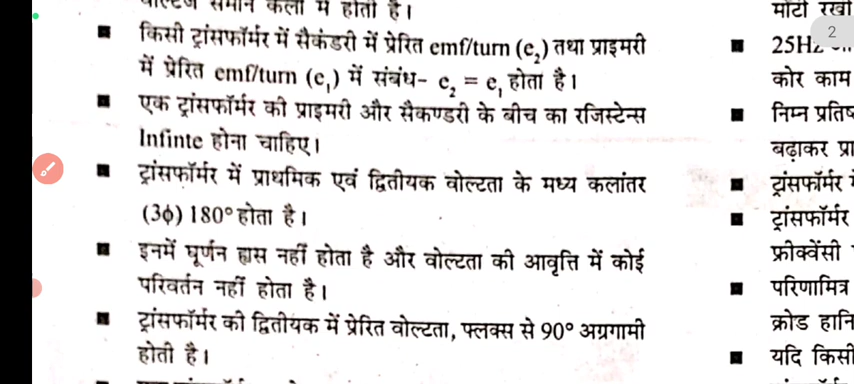 वोल्टेज समान कला में होती है।
किसी ट्रांसफॉर्मर में सैकंडरी में प्रेरित emf/turn (e₂) तथा प्राइमरी
में प्रेरित emf/turn (e₁) में संबंध- e₂ = e₁ होता है।
एक ट्रांसफॉर्मर की प्राइमरी और सैकण्डरी के बीच का रजिस्टेन्स
Infinte होना चाहिए।
ट्रांसफॉर्मर में प्राथमिक एवं द्वितीयक वोल्टता के मध्य कलांतर
(3ϕ) 180° होता है।
इनमें घूर्णन ह्रास नहीं होता है और वोल्टता की आवृत्ति में कोई
परिवर्तन नहीं होता है।
ट्रांसफॉर्मर की द्वितीयक में प्रेरित वोल्टता, फ्लक्स से 90° अग्रगामी
होती है।
मोटी रखी
2
25Hz
कोर काम
निम्न
बढ़ाकर
ट्रांसफॉर्मर
ट्रांसफॉर्मर
फ्रीक्वेंसी
परिणामित्र
क्रोड हानि
यदि किसी